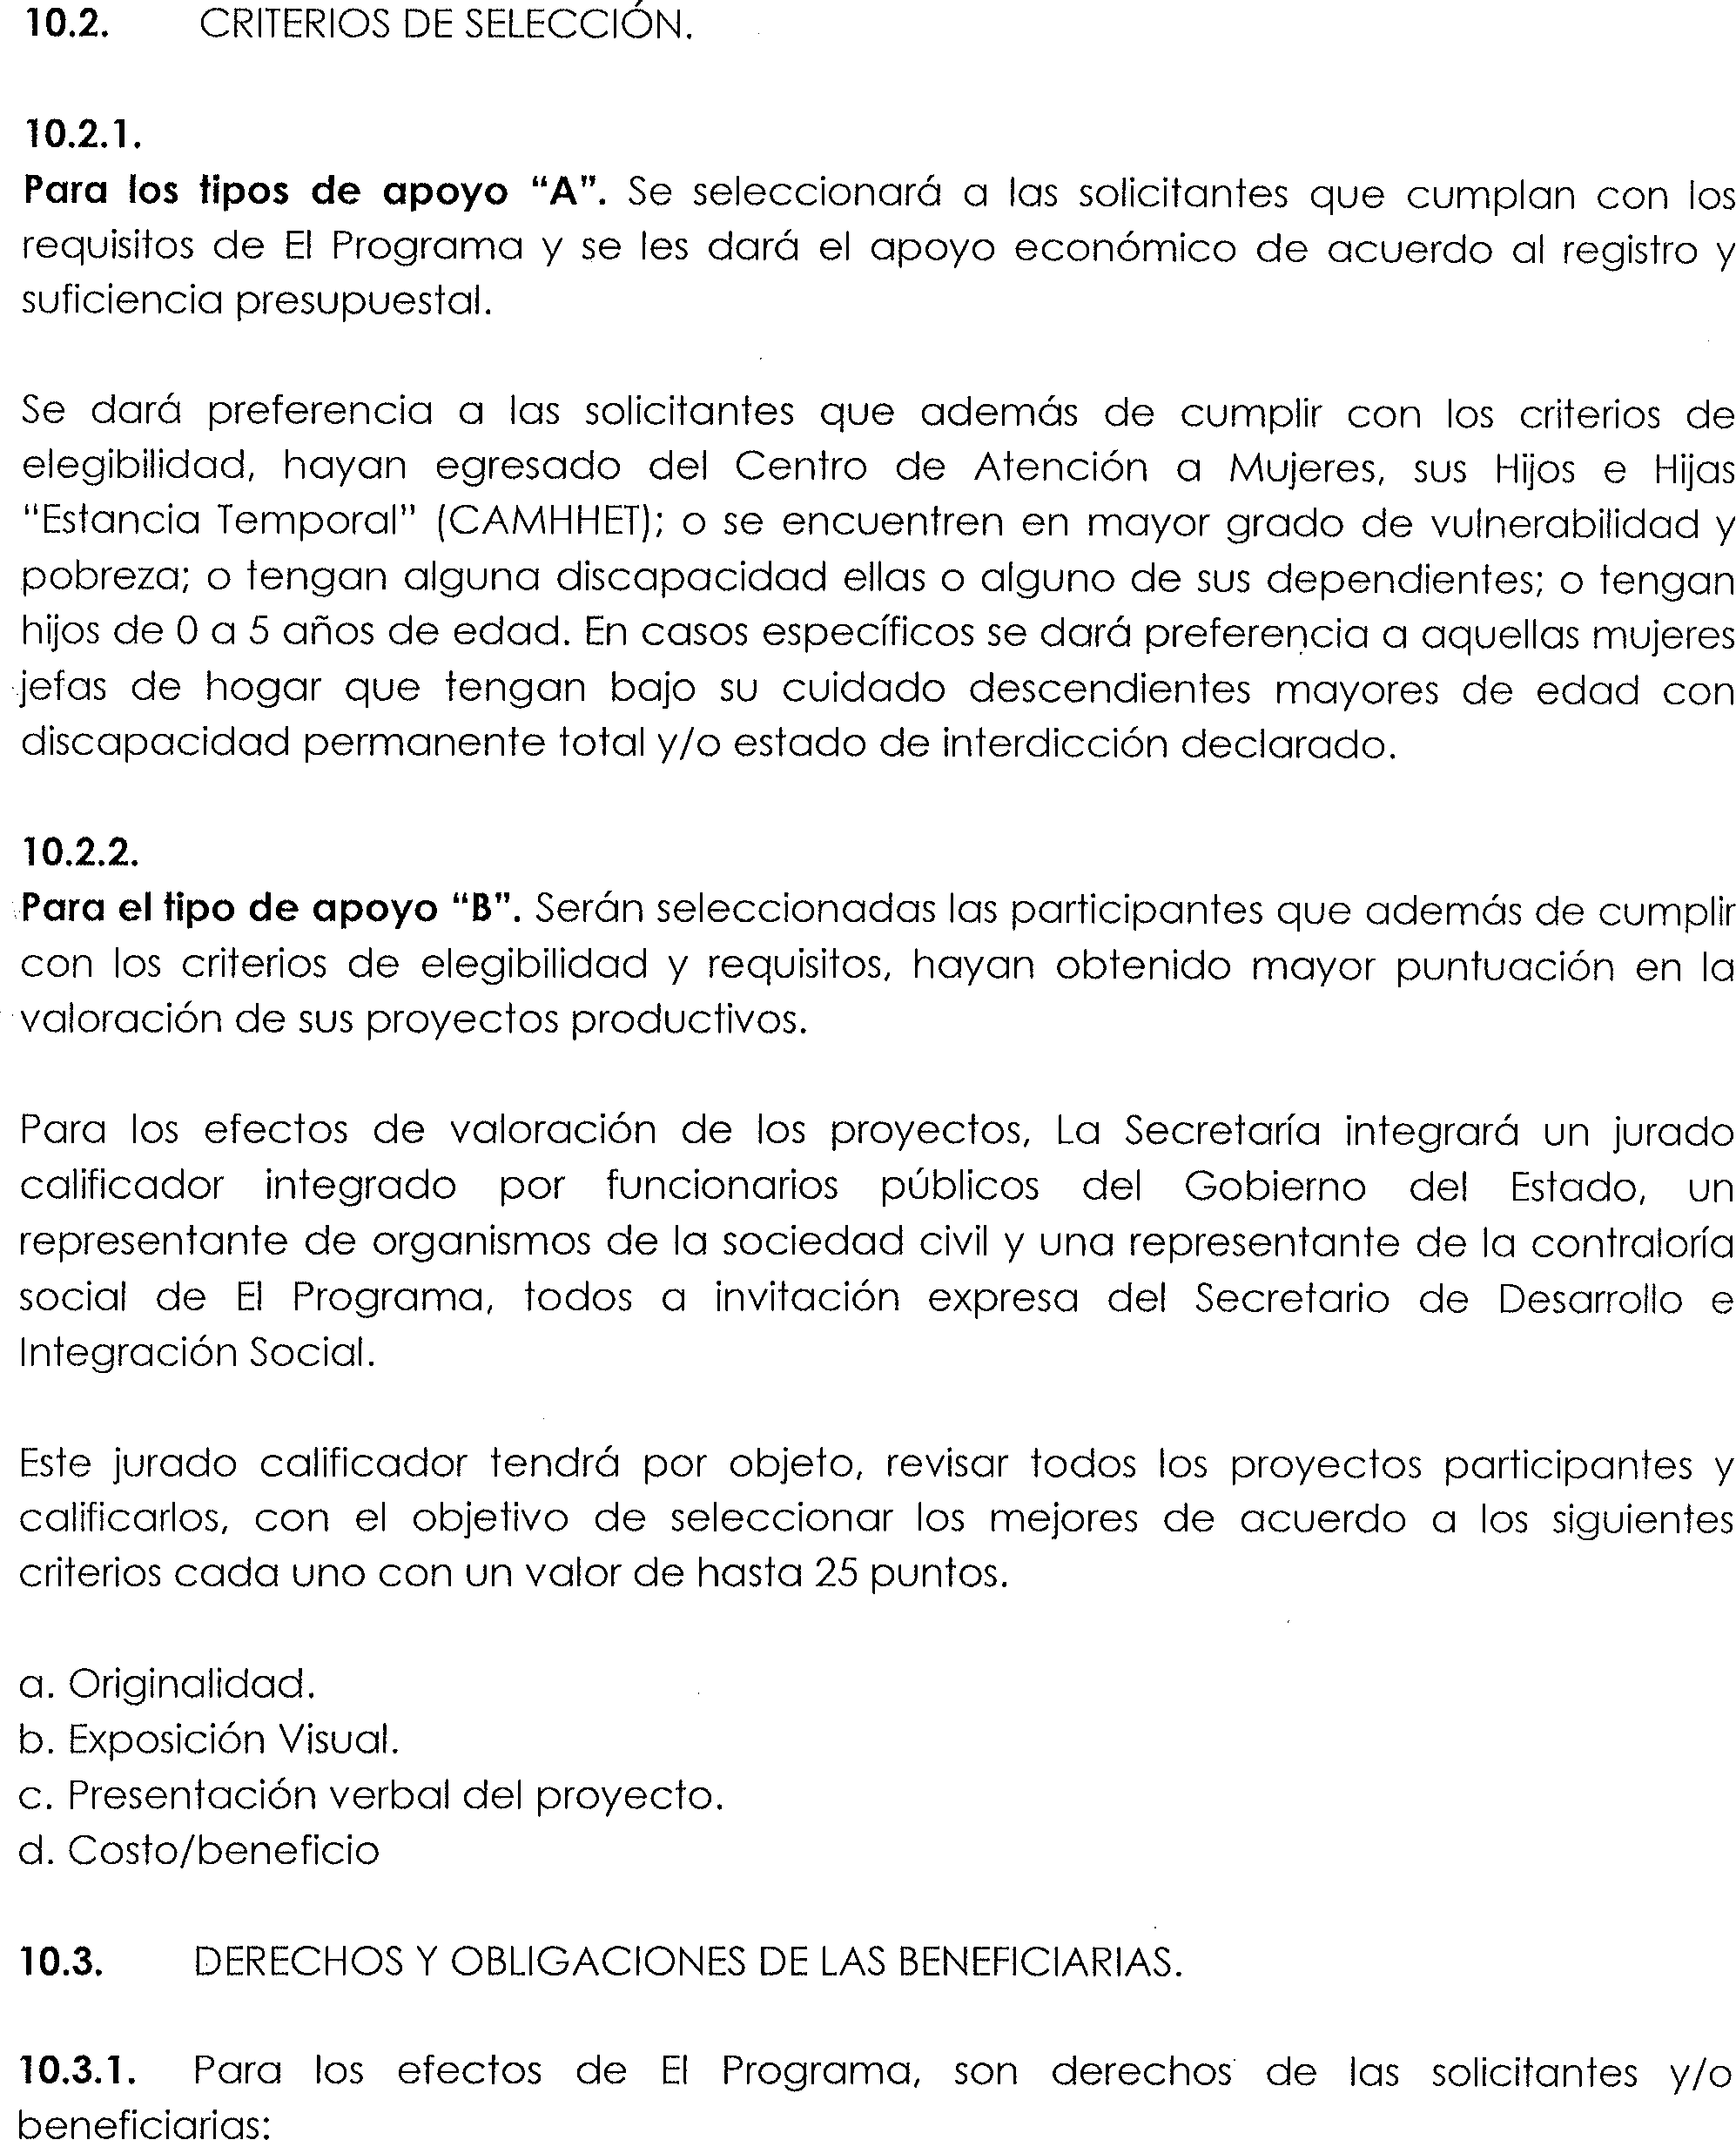 10.2. CRITERIOS DE SELECCIÓN.
10.2.1.
Para los tipos de apoyo "A". Se seleccionará a las solicitantes que cumplan con los
requisitos de El Programa y se les dará el apoyo económico de acuerdo al registro y
suficiencia presupuestal.
Se dará preferencia a las solicitantes que además de cumplir con los criterios de
elegibilidad, hayan egresado del Centro de Atención a Mujeres, sus Hijos e Hijas
"Estancia Temporal" (CAMHHET); o se encuentren en mayor grado de vulnerabilidad y
pobreza; o tengan alguna discapacidad ellas o alguno de sus dependientes; o tengan
hijos de 0 a 5 años de edad. En casos específicos se dará preferencia a aquellas mujeres
jefas de hogar que tengan bajo su cuidado descendientes mayores de edad con
discapacidad permanente total y/o estado de interdicción declarado.
10.2.2.
Para el tipo de apoyo "B". Serán seleccionadas las participantes que además de cumplir
con los criterios de elegibilidad y requisitos, hayan obtenido mayor puntuación en la
valoración de sus proyectos productivos.
Para los efectos de valoración de los proyectos, La Secretaría integrará un jurado
calificador integrado por funcionarios públicos del Gobierno del Estado, un
representante de organismos de la sociedad civil y una representante de la contraloría
social de El Programa, todos a invitación expresa del Secretario de Desarrollo e
Integración Social.
Este jurado calificador tendrá por objeto, revisar todos los proyectos participantes y
calificarlos, con el objetivo de seleccionar los mejores de acuerdo a los siguientes
criterios cada uno con un valor de hasta 25 puntos.
a. Originalidad.
b. Exposición Visual.
c. Presentación verbal del proyecto.
d. Costo/beneficio
10.3. DERECHOS Y OBLIGACIONES DE LAS BENEFICIARIAS.
10.3.1. Para los efectos de El Programa, son derechos de las solicitantes y/o
beneficiarias: